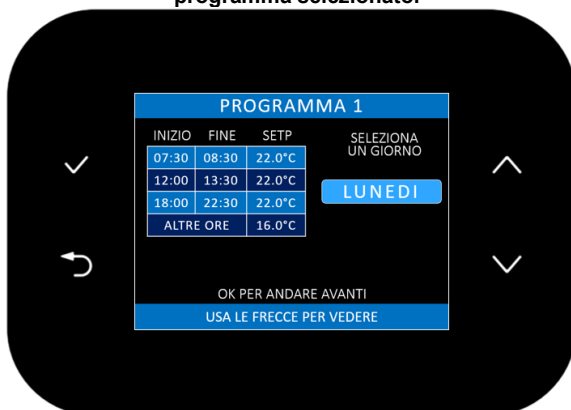 programma selezionato.
PROGRAMMA 1
INIZIO FINE SETP
07:30 08:30 22.0°C
12:00 13:30 22.0°C
18:00 22:30 22.0°C
ALTRE ORE 16.0°C
SELEZIONA
UN GIORNO
LUNEDI
OK PER ANDARE AVANTI
USA LE FRECCE PER VEDERE